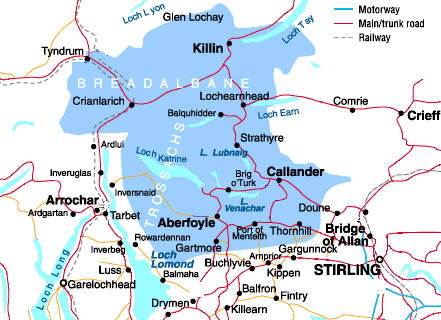 Loch Lyon
Glen Lochay
Motorway
Main/trunk road
Railway
Loch Tay
Killin
Tyndrum
BREADALBANE
Crianlarich
Lochearnhead
Comrie
Crieff
Balquhidder
Loch Earn
TROSSACHS
Strathyre
Ardlui
Loch
Katrine
L. Lubnaig
Inveruglas
Brig
o'Turk
Callander
Inversnaid
Arrochar
L.
Venachar
Ardgartan
Tarbet
Aberfoyle
Doune
Port of
Menteith
Thornhill
Bridge
of Allan
Rowardennan
Inverbeg
Gartmore
Gargunnock
Loch
Lomond
Arnprior
Buchlyvie
Kippen
STIRLING
Luss
Balmaha
Loch Long
Garelochhead
Balfron
Fintry
Drymen
Killearn